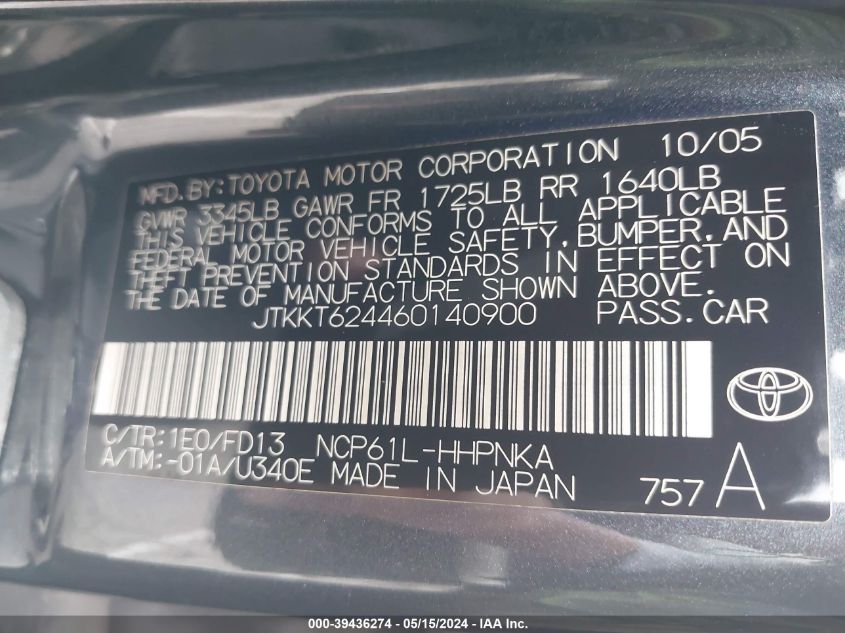 MFD.BY:TOYOTA MOTOR CORPORATION 10/05
GVWR 3345LB GAWR FR 1725LB RR 1640LB
THIS VEHICLE CONFORMS TO ALL APPLICABLE
FEDERAL MOTOR VEHICLE SAFETY,BUMPER,AND
THEFT PREVENTION STANDARDS IN EFFECT ON
THE DATE OF MANUFACTURE SHOWN ABOVE.
JTKKT624460140900 PASS.CAR
C/TR:1E0/FD13 NCP61L-HHPNKA
A/TM:-01A/U340E MADE IN JAPAN 757 A
000-39436274 - 05/15/2024 - IAA Inc.